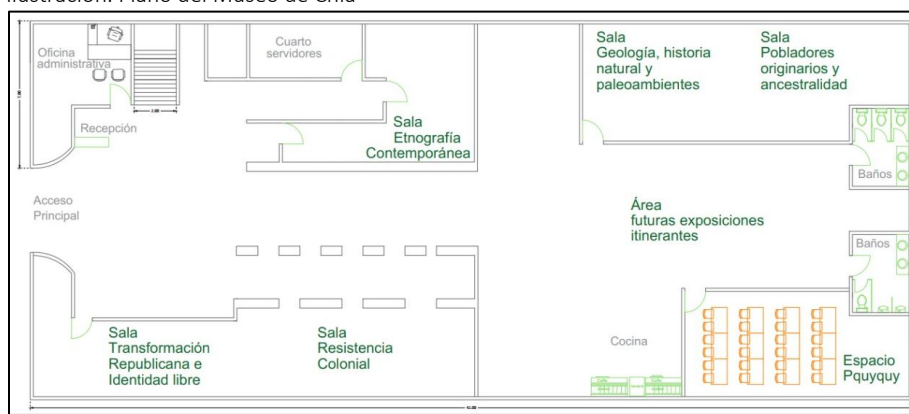 Ilustración. Plano del Museo de Chía
Oficina
administrativa
Recepción
Cuarto
servidores
Sala
Etnografía
Contemporánea
Sala
Geología, historia
natural y
paleoambientes
Sala
Pobladores
originarios y
ancestralidad
Baños
Acceso
Principal
Área
futuras exposiciones
itinerantes
Baños
Sala
Transformación
Republicana e
Identidad libre
Sala
Resistencia
Colonial
Cocina
Espacio
Pquyquy